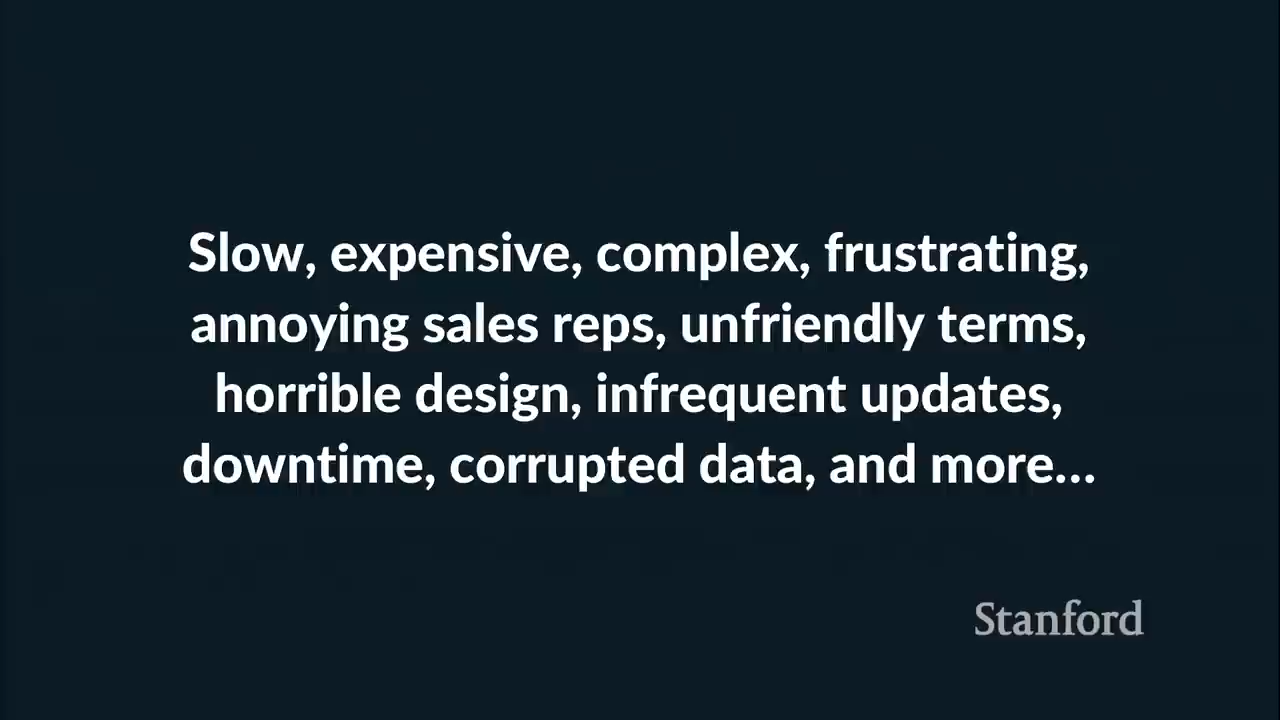 Slow, expensive, complex, frustrating,
annoying sales reps, unfriendly terms,
horrible design, infrequent updates,
downtime, corrupted data, and more...
Stanford